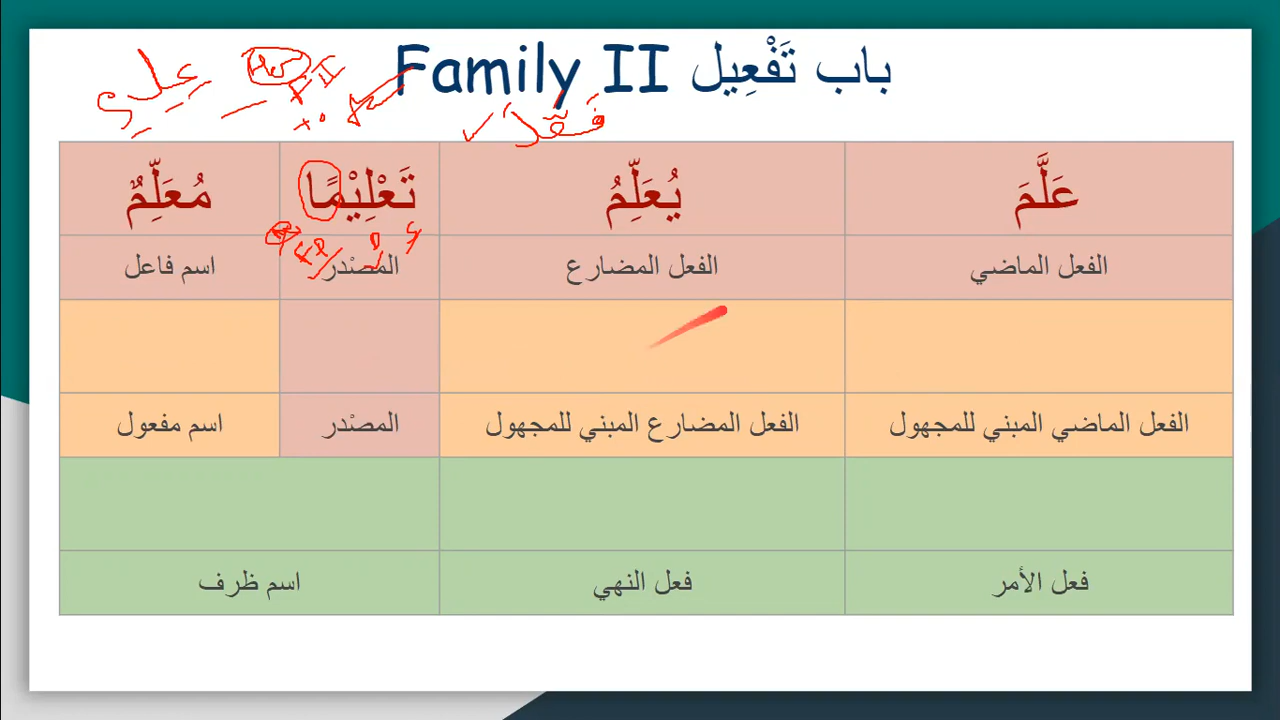 باب تَفْعِيل Family II
عَلَّمَ يُعَلِّمُ تَعْلِيْمًا مُعَلِّمٌ
الفعل الماضي الفعل المضارع المصْدر اسم فاعل
الفعل الماضي المبني للمجهول الفعل المضارع المبني للمجهول المصْدر اسم مفعول
فعل الأمر فعل النهي اسم ظرف